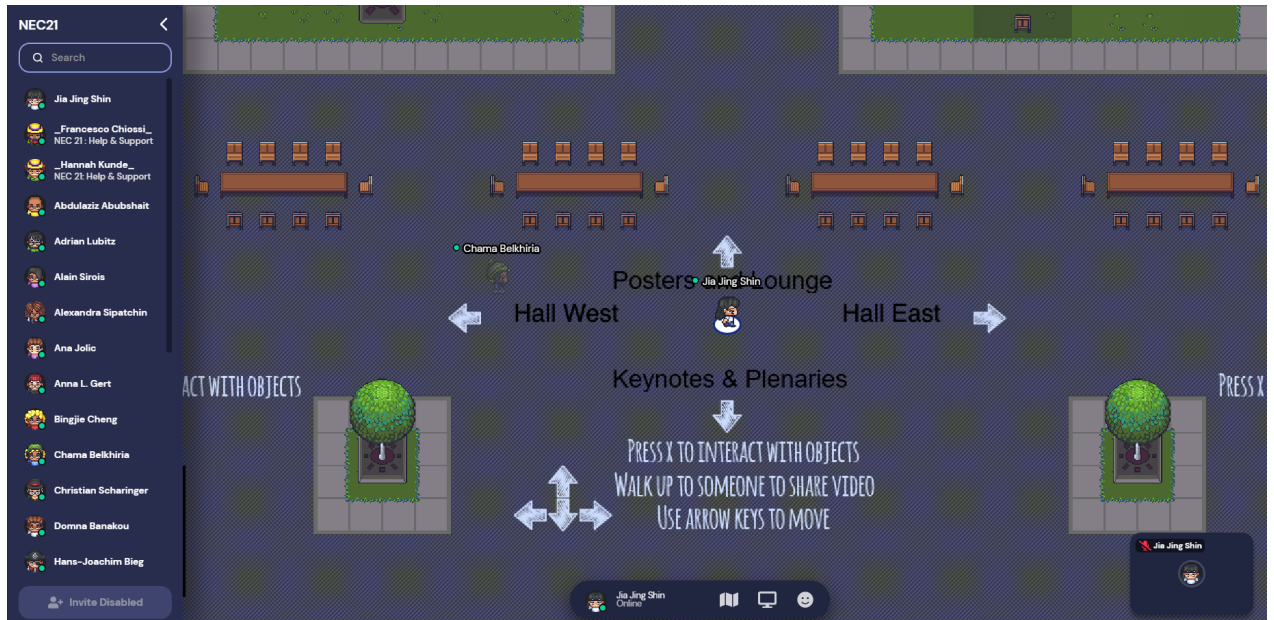 NEC21
Search
Jia Jing Shin
_Francesco Chiossi_
NEC 21 : Help & Support
_Hannah Kunde_
NEC 21: Help & Support
Abdulaziz Abubshait
Adrian Lubitz
Alain Sirois
Alexandra Sipatchin
Ana Jolic
Anna L. Gert
Bingjie Cheng
Chama Belkhiria
Christian Scharinger
Domna Banakou
Hans-Joachim Bieg
Invite Disabled
Chama Belkhiria
Posters and Lounge
Jia Jing Shin
Hall West
Hall East
Keynotes & Plenaries
ACT WITH OBJECTS
PRESS X
PRESS X TO INTERACT WITH OBJECTS
WALK UP TO SOMEONE TO SHARE VIDEO
USE ARROW KEYS TO MOVE
Jia Jing Shin
Jia Jing Shin
Online